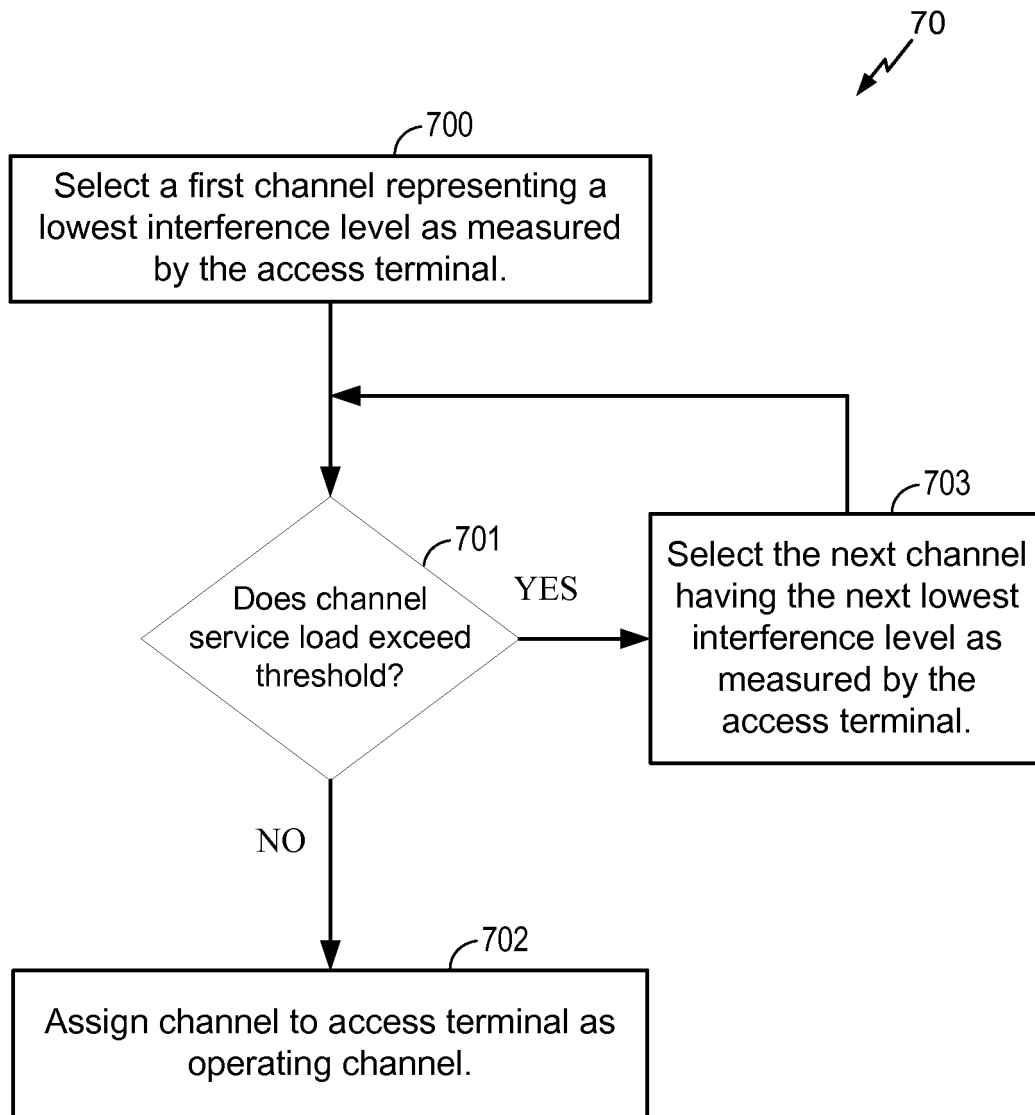 70
700
Select a first channel representing a
lowest interference level as measured
by the access terminal.
701
Does channel
service load exceed
threshold?
YES
703
Select the next channel
having the next lowest
interference level as
measured by the
access terminal.
NO
702
Assign channel to access terminal as
operating channel.